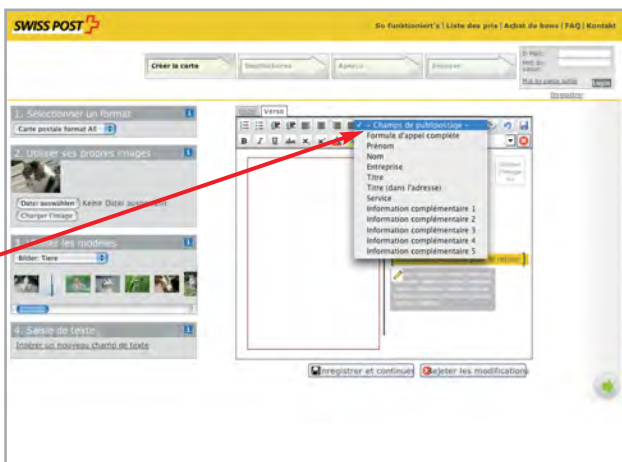 SWISS POST
So funktioniert's | Liste des prix | Achat de bons | FAQ | Kontakt
Créer la carte
Destinataires
Aperçu
Envoyer
E-Mail:
Mot de
passe:
Mot de passe oublié
Login
Enregistrer
1. Sélectionner un format
Carte postale format A6
2. Utiliser ses propres images
Datei auswählen Keine Datei ausgewählt
Charger l'image
les modèles
Bilder: Tiere
4. Saisie de texte
Insérer un nouveau champ de texte
Verso
- Champs de publipostage -
Formule d'appel complète
Prénom
Nom
Entreprise
Titre
Titre (dans l'adresse)
Service
Information complémentaire 1
Information complémentaire 2
Information complémentaire 3
Information complémentaire 4
Information complémentaire 5
Enregistrer et continuer
Rejeter les modifications